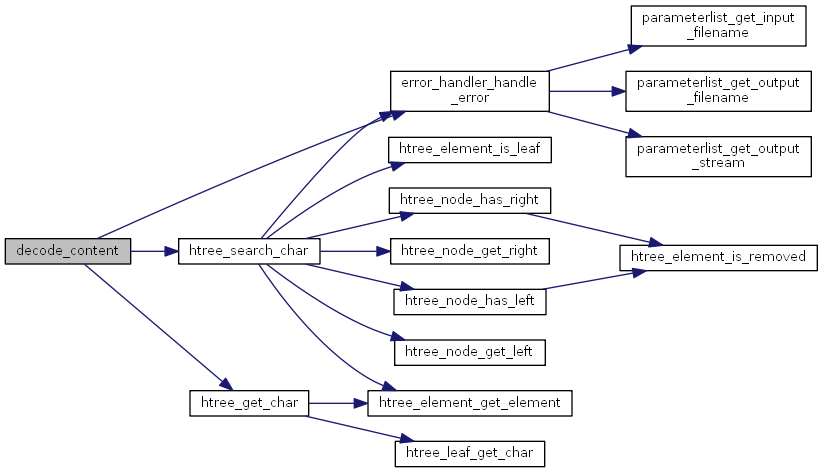 parameterlist_get_input
_filename
error_handler_handle
_error
parameterlist_get_output
_filename
parameterlist_get_output
_stream
htree_element_is_leaf
htree_node_has_right
decode_content
htree_search_char
htree_node_get_right
htree_element_is_removed
htree_node_has_left
htree_node_get_left
htree_get_char
htree_element_get_element
htree_leaf_get_char